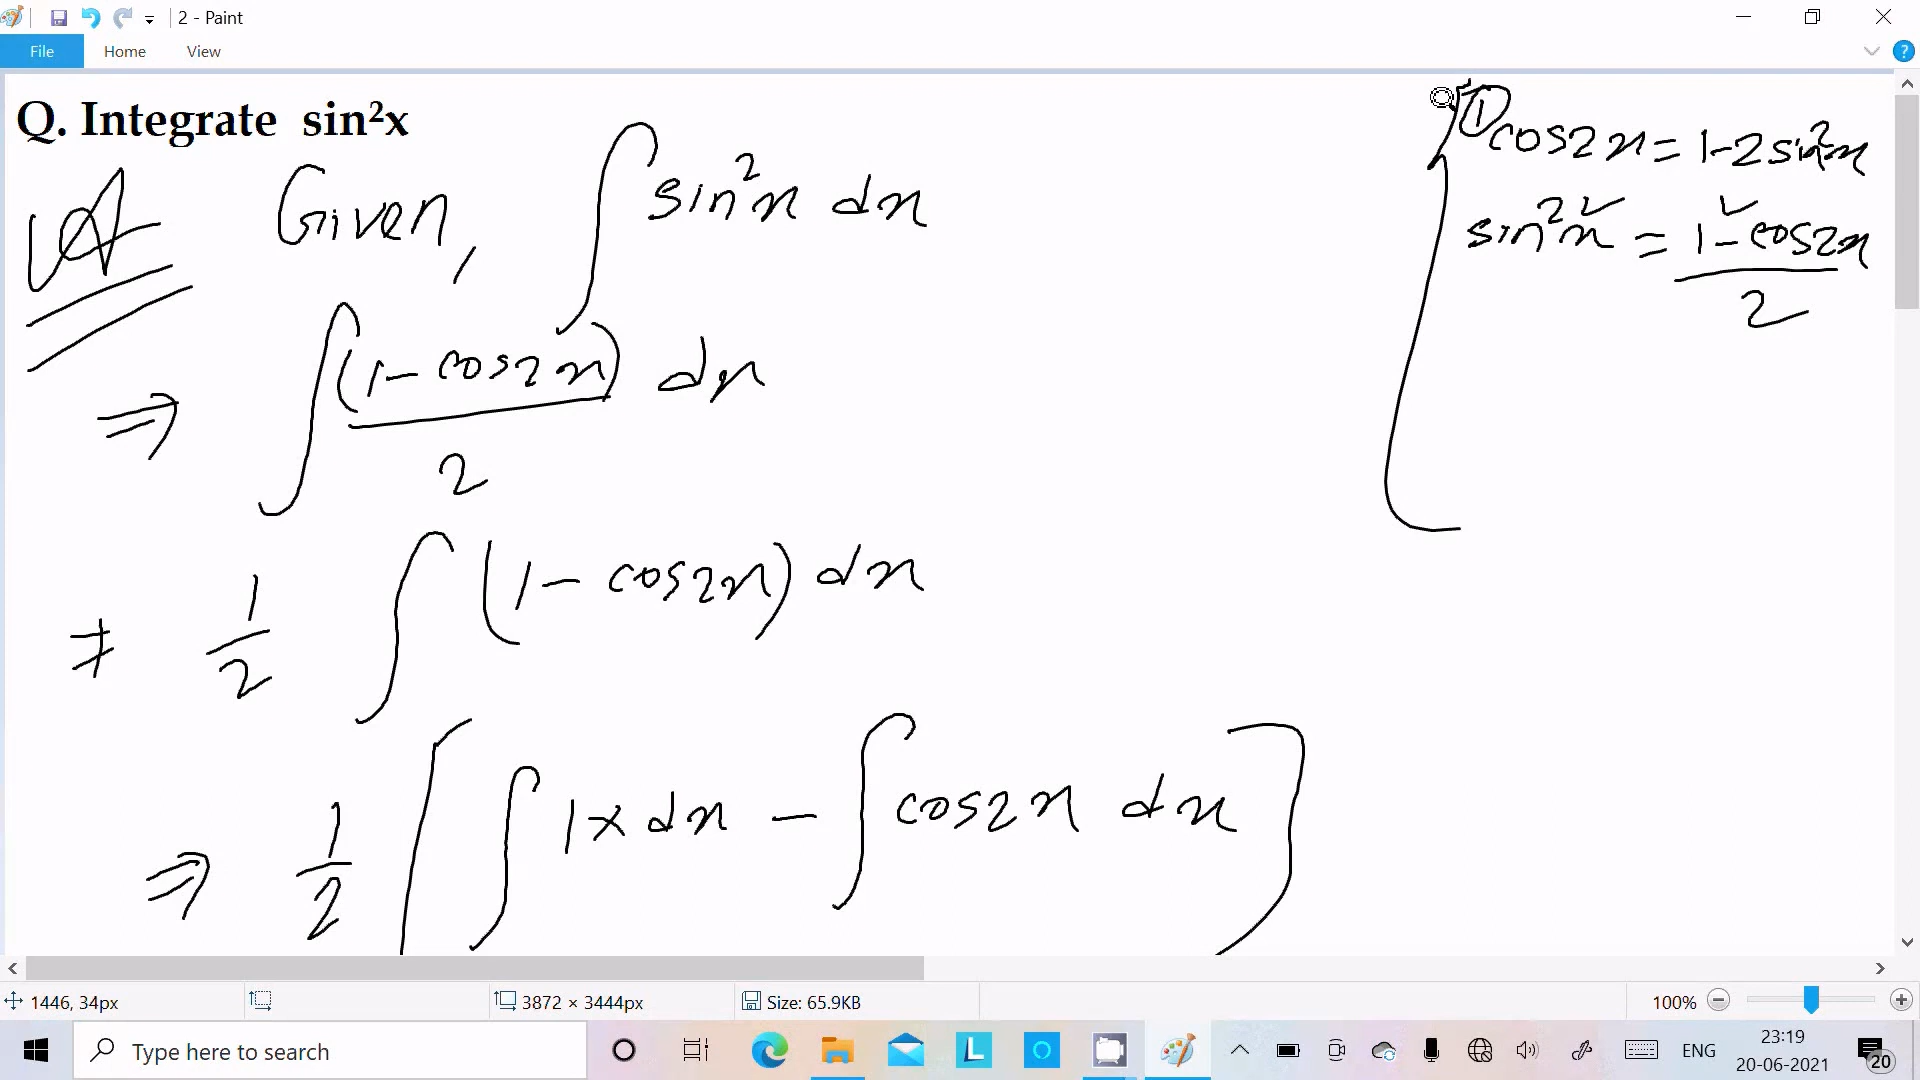 2 - Paint
File Home View
Q. Integrate sin²x
Given, ∫ sin²x dx
⇒ ∫ (1 - cos2x)/2 dx
⇒ 1/2 ∫ (1 - cos2x) dx
⇒ 1/2 [ ∫ 1 x dx - ∫ cos2x dx ]
① cos2x = 1 - 2sin²x
sin²x = (1 - cos2x)/2
1446, 34px
3872 × 3444px
Size: 65.9KB
100%
Type here to search
L
ENG
23:19
20-06-2021
20